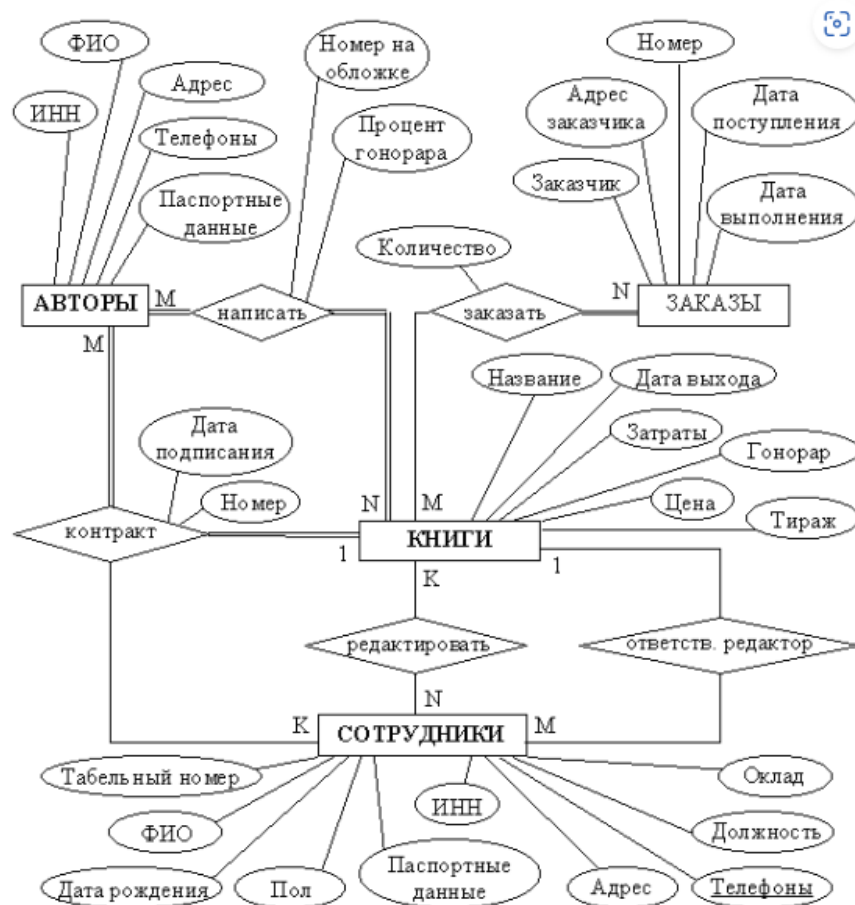 ФИО
Номер на
обложке
Номер
Адрес
Адрес
заказчика
Дата
поступления
ИНН
Телефоны
Процент
гонорара
Заказчик
Паспортные
данные
Дата
выполнения
Количество
АВТОРЫ
M
написать
заказать
N
ЗАКАЗЫ
M
Название
Дата выхода
Дата
подписания
Затраты
Гонорар
Номер
N
M
Цена
Тираж
контракт
1
КНИГИ
1
K
редактировать
ответств. редактор
N
K
СОТРУДНИКИ
M
Табельный номер
ИНН
Оклад
ФИО
Должность
Дата рождения
Пол
Паспортные
данные
Адрес
Телефоны